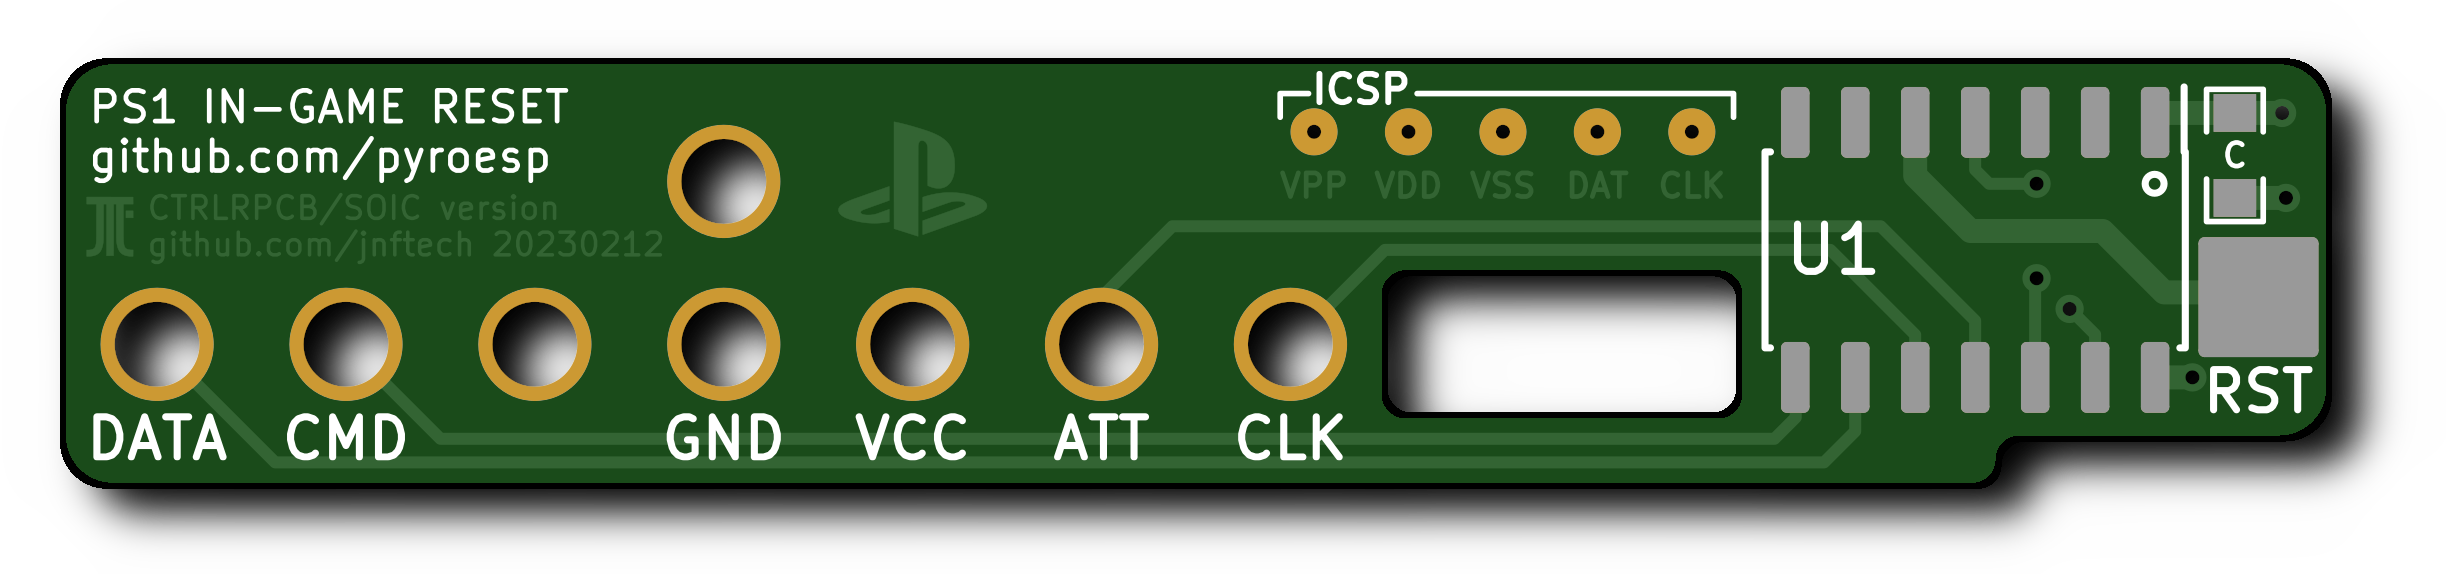 PS1 IN-GAME RESET
github.com/pyroesp
CTRLRPCB/SOIC version
github.com/jnftech 20230212
ICSP
VPP VDD VSS DAT CLK
C
U1
RST
DATA CMD GND VCC ATT CLK